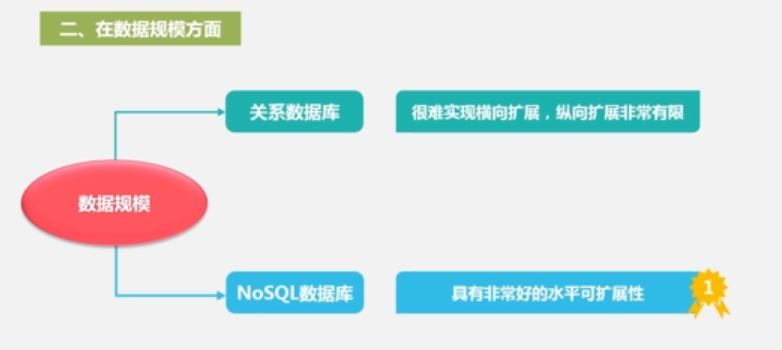 二、在数据规模方面
关系数据库
很难实现横向扩展，纵向扩展非常有限
数据规模
NoSQL数据库
具有非常好的水平可扩展性
1